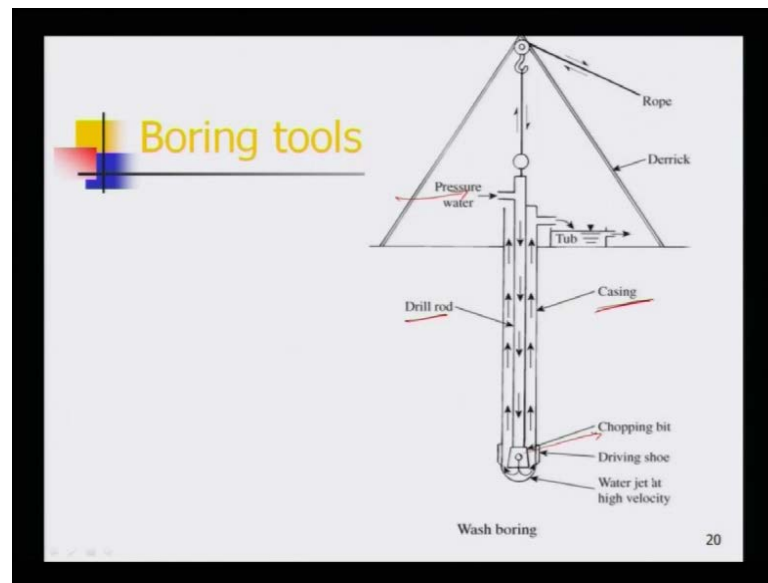 Boring tools
Rope
Derrick
Pressure
water
Tub
Casing
Drill rod
Chopping bit
Driving shoe
Water jet at
high velocity
Wash boring
20